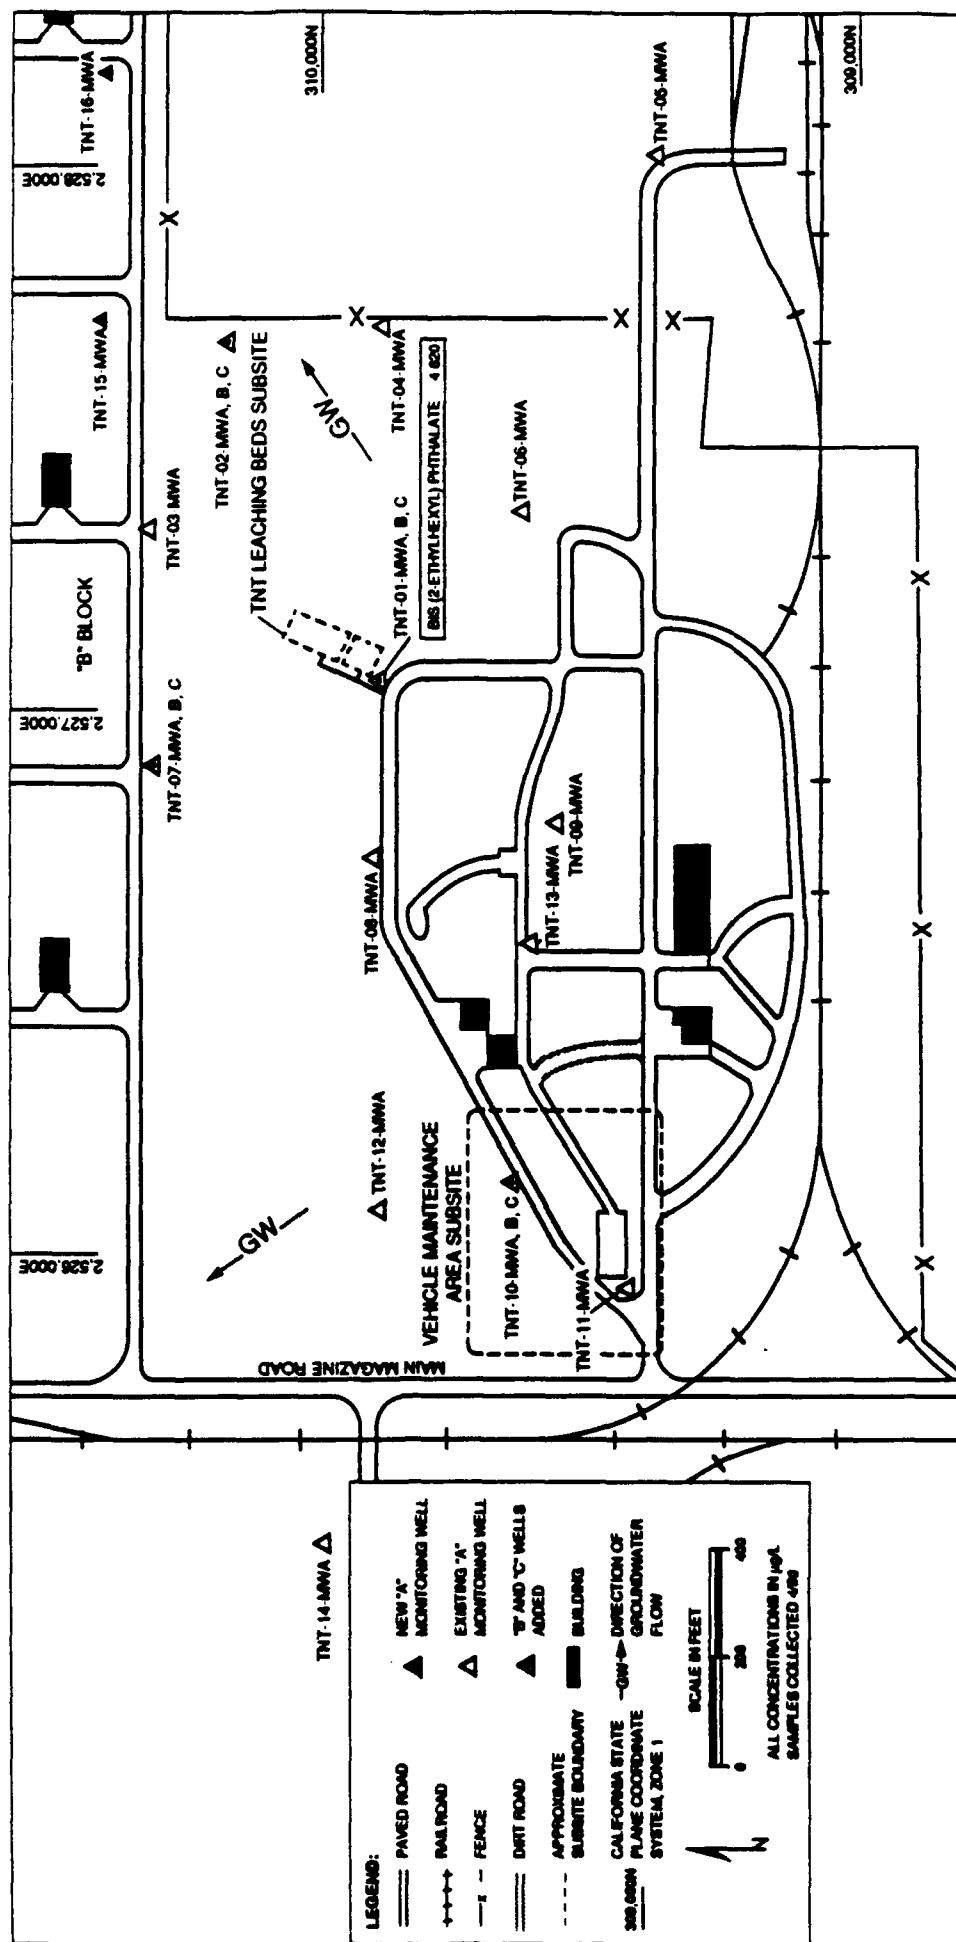 TNT-16-MWA
2,528,000E
310,000N
309,000N
TNT-05-MWA
TNT-15-MWA
TNT-02-MWA, B, C
TNT LEACHING BEDS SUBSITE
GW
TNT-04-MWA
TNT-03-MWA
"B" BLOCK
TNT-01-MWA, B, C
BIS (2-ETHYLHEXYL) PHTHALATE 4.620
TNT-06-MWA
2,527,000E
TNT-07-MWA, B, C
TNT-08-MWA
TNT-13-MWA
TNT-09-MWA
TNT-12-MWA
GW
VEHICLE MAINTENANCE
AREA SUBSITE
TNT-10-MWA, B, C
TNT-11-MWA
2,526,000E
MAIN MAGAZINE ROAD
TNT-14-MWA
LEGEND:
PAVED ROAD
RAILROAD
FENCE
DIRT ROAD
APPROXIMATE
SUBSITE BOUNDARY
309,000N
CALIFORNIA STATE
PLANE COORDINATE
SYSTEM, ZONE 1
NEW "A"
MONITORING WELL
EXISTING "A"
MONITORING WELL
"B" AND "C" WELLS
ADDED
BUILDING
GW
DIRECTION OF
GROUNDWATER
FLOW
N
SCALE IN FEET
0 200 400
ALL CONCENTRATIONS IN µg/L
SAMPLES COLLECTED